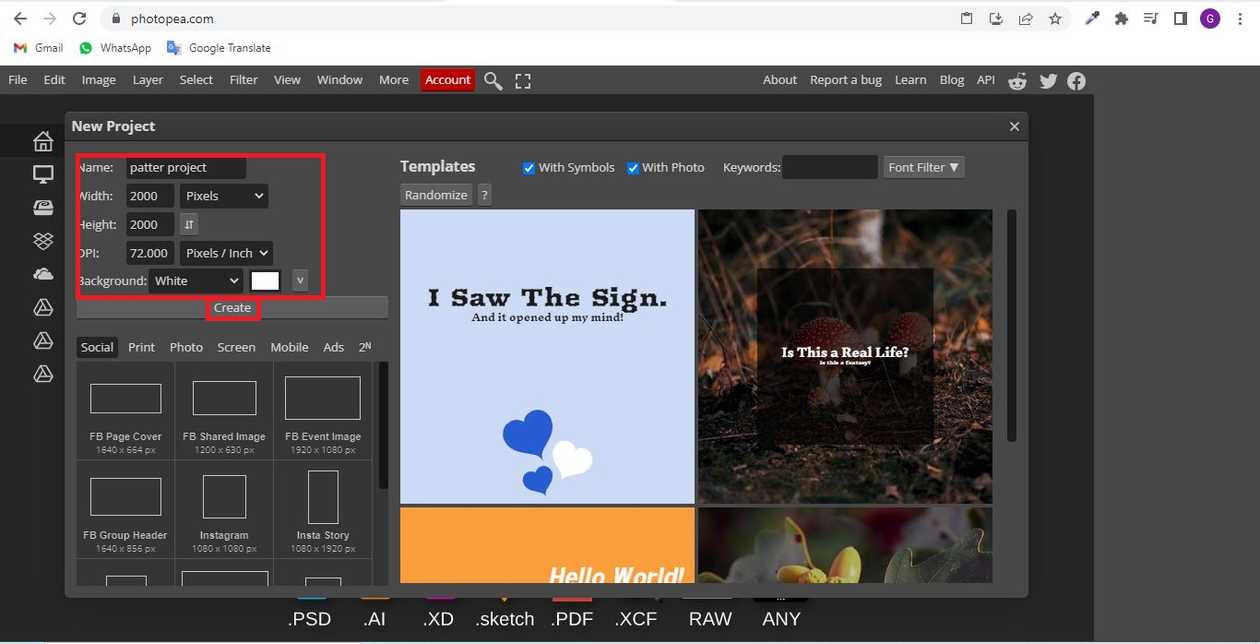 photopea.com
G
Gmail WhatsApp Google Translate
File Edit Image Layer Select Filter View Window More Account About Report a bug Learn Blog API
New Project
Name: patter project
Width: 2000 Pixels
Height: 2000
DPI: 72.000 Pixels / Inch
Background: White v
Create
Social Print Photo Screen Mobile Ads 2ᴺ
FB Page Cover FB Shared Image FB Event Image
1640 x 664 px 1200 x 630 px 1920 x 1080 px
FB Group Header Instagram Insta Story
1640 x 856 px 1080 x 1080 px 1080 x 1920 px
Templates With Symbols With Photo Keywords: Font Filter ▼
Randomize ?
I Saw The Sign.
And it opened up my mind!
Is This a Real Life?
Is this a fantasy?
Hello World!
.PSD .AI .XD .sketch .PDF .XCF RAW ANY